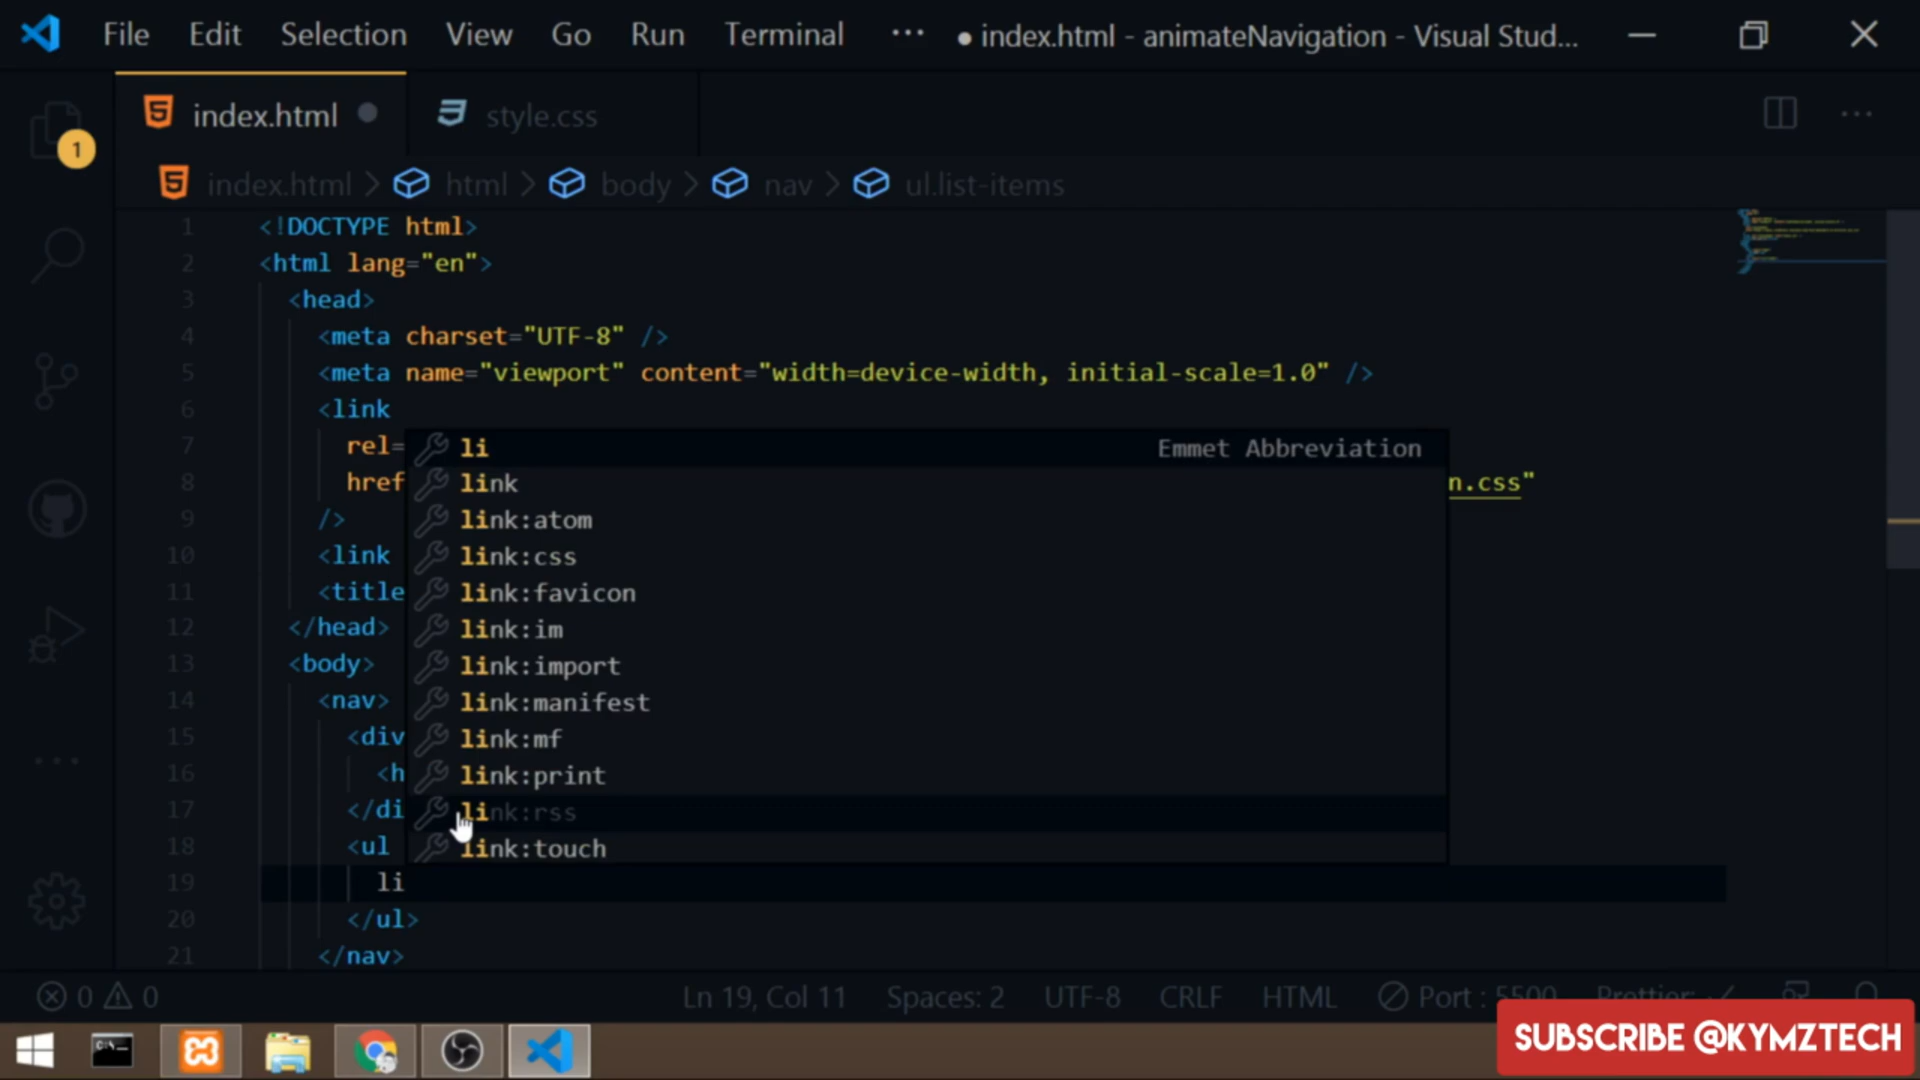 File Edit Selection View Go Run Terminal ··· ● index.html - animateNavigation - Visual Stud...
index.html ● style.css ···
1
index.html > html > body > nav > ul.list-items
1 <!DOCTYPE html>
2 <html lang="en">
3 <head>
4 <meta charset="UTF-8" />
5 <meta name="viewport" content="width=device-width, initial-scale=1.0" />
6 <link
7 rel=
8 href n.css"
9 />
10 <link
11 <title
12 </head>
13 <body>
14 <nav>
15 <div
16 <h
17 </di
18 <ul
19 li
20 </ul>
21 </nav>
li Emmet Abbreviation
link
link:atom
link:css
link:favicon
link:im
link:import
link:manifest
link:mf
link:print
link:rss
link:touch
0 0 Ln 19, Col 11 Spaces: 2 UTF-8 CRLF HTML Port : 5500 Prettier: ✓
SUBSCRIBE @KYMZTECH